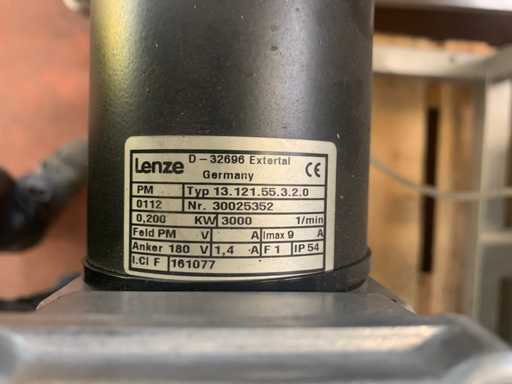 Lenze D-32696 Extertal CE
Germany
PM Typ 13.121.55.3.2.0
0112 Nr. 30025352
0,200 KW 3000 1/min
Feld PM V A Imax 9 A
Anker 180 V 1,4 A F 1 IP 54
I.Cl F 161077